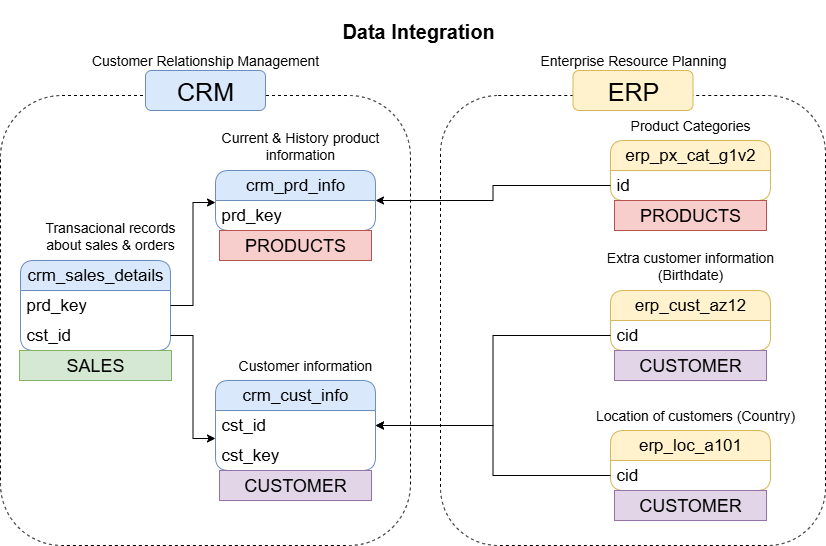 Data Integration
Customer Relationship Management
CRM
Current & History product
information
crm_prd_info
prd_key
PRODUCTS
Transacional records
about sales & orders
crm_sales_details
prd_key
cst_id
SALES
Customer information
crm_cust_info
cst_id
cst_key
CUSTOMER
Enterprise Resource Planning
ERP
Product Categories
erp_px_cat_g1v2
id
PRODUCTS
Extra customer information
(Birthdate)
erp_cust_az12
cid
CUSTOMER
Location of customers (Country)
erp_loc_a101
cid
CUSTOMER